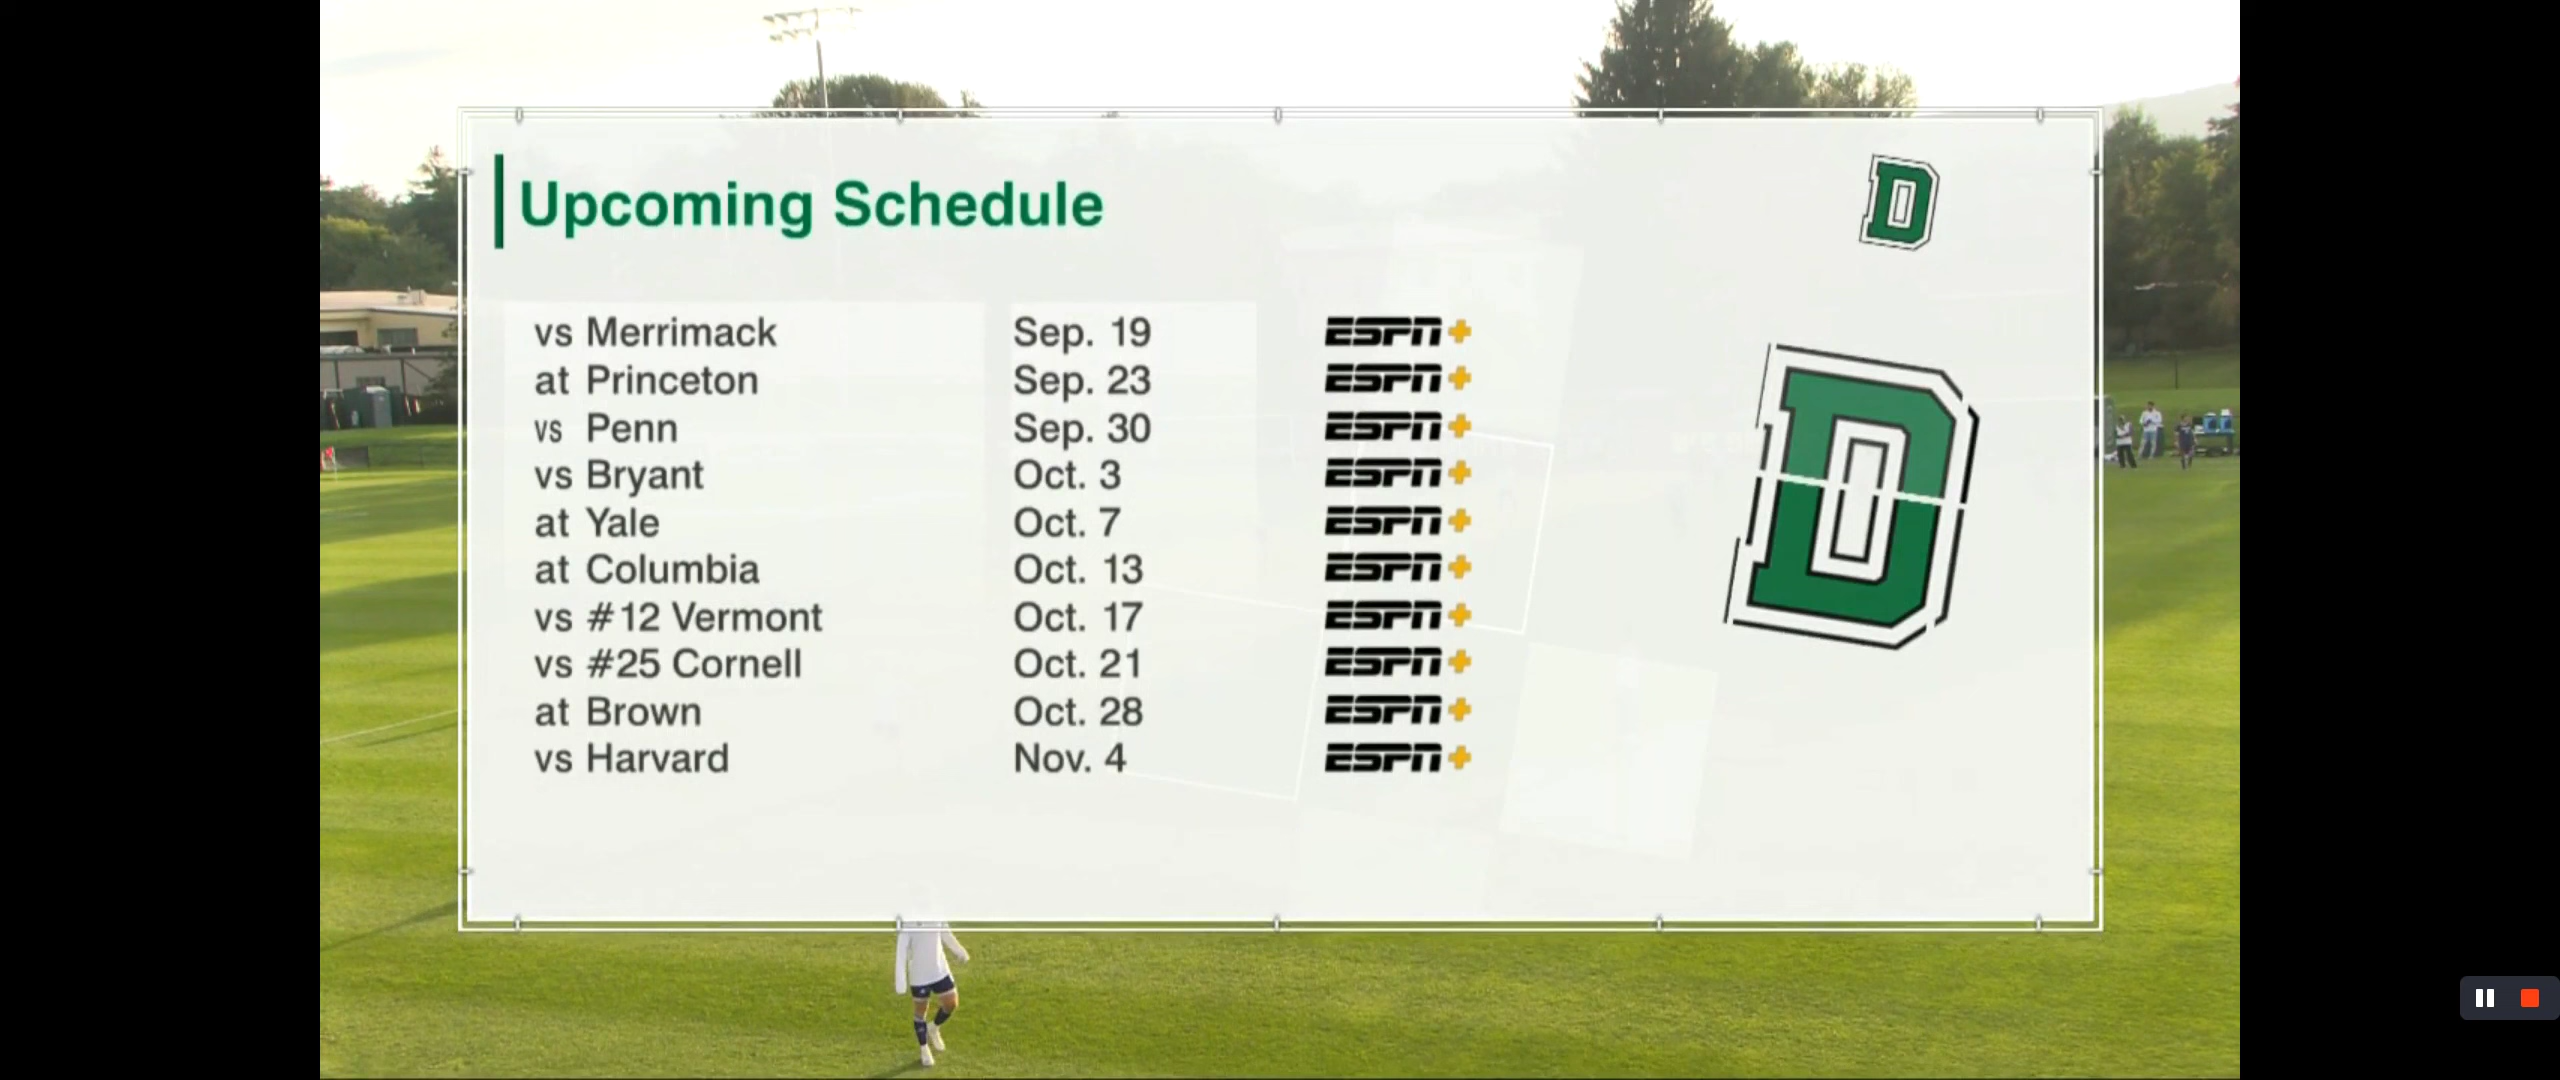 Upcoming Schedule
D
vs Merrimack Sep. 19 ESPN+
at Princeton Sep. 23 ESPN+
vs Penn Sep. 30 ESPN+
vs Bryant Oct. 3 ESPN+
at Yale Oct. 7 ESPN+
at Columbia Oct. 13 ESPN+
vs #12 Vermont Oct. 17 ESPN+
vs #25 Cornell Oct. 21 ESPN+
at Brown Oct. 28 ESPN+
vs Harvard Nov. 4 ESPN+
D